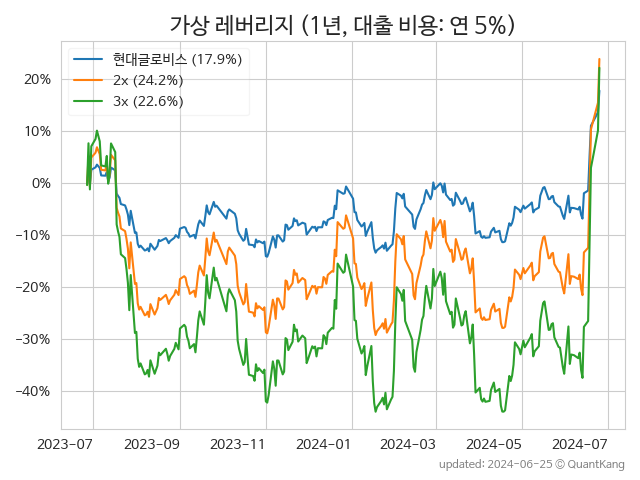 가상 레버리지 (1년, 대출 비용: 연 5%)
현대글로비스 (17.9%)
2x (24.2%)
3x (22.6%)
20%
10%
0%
−10%
−20%
−30%
−40%
2023-07 2023-09 2023-11 2024-01 2024-03 2024-05 2024-07
updated: 2024-06-25 ⓒ QuantKang